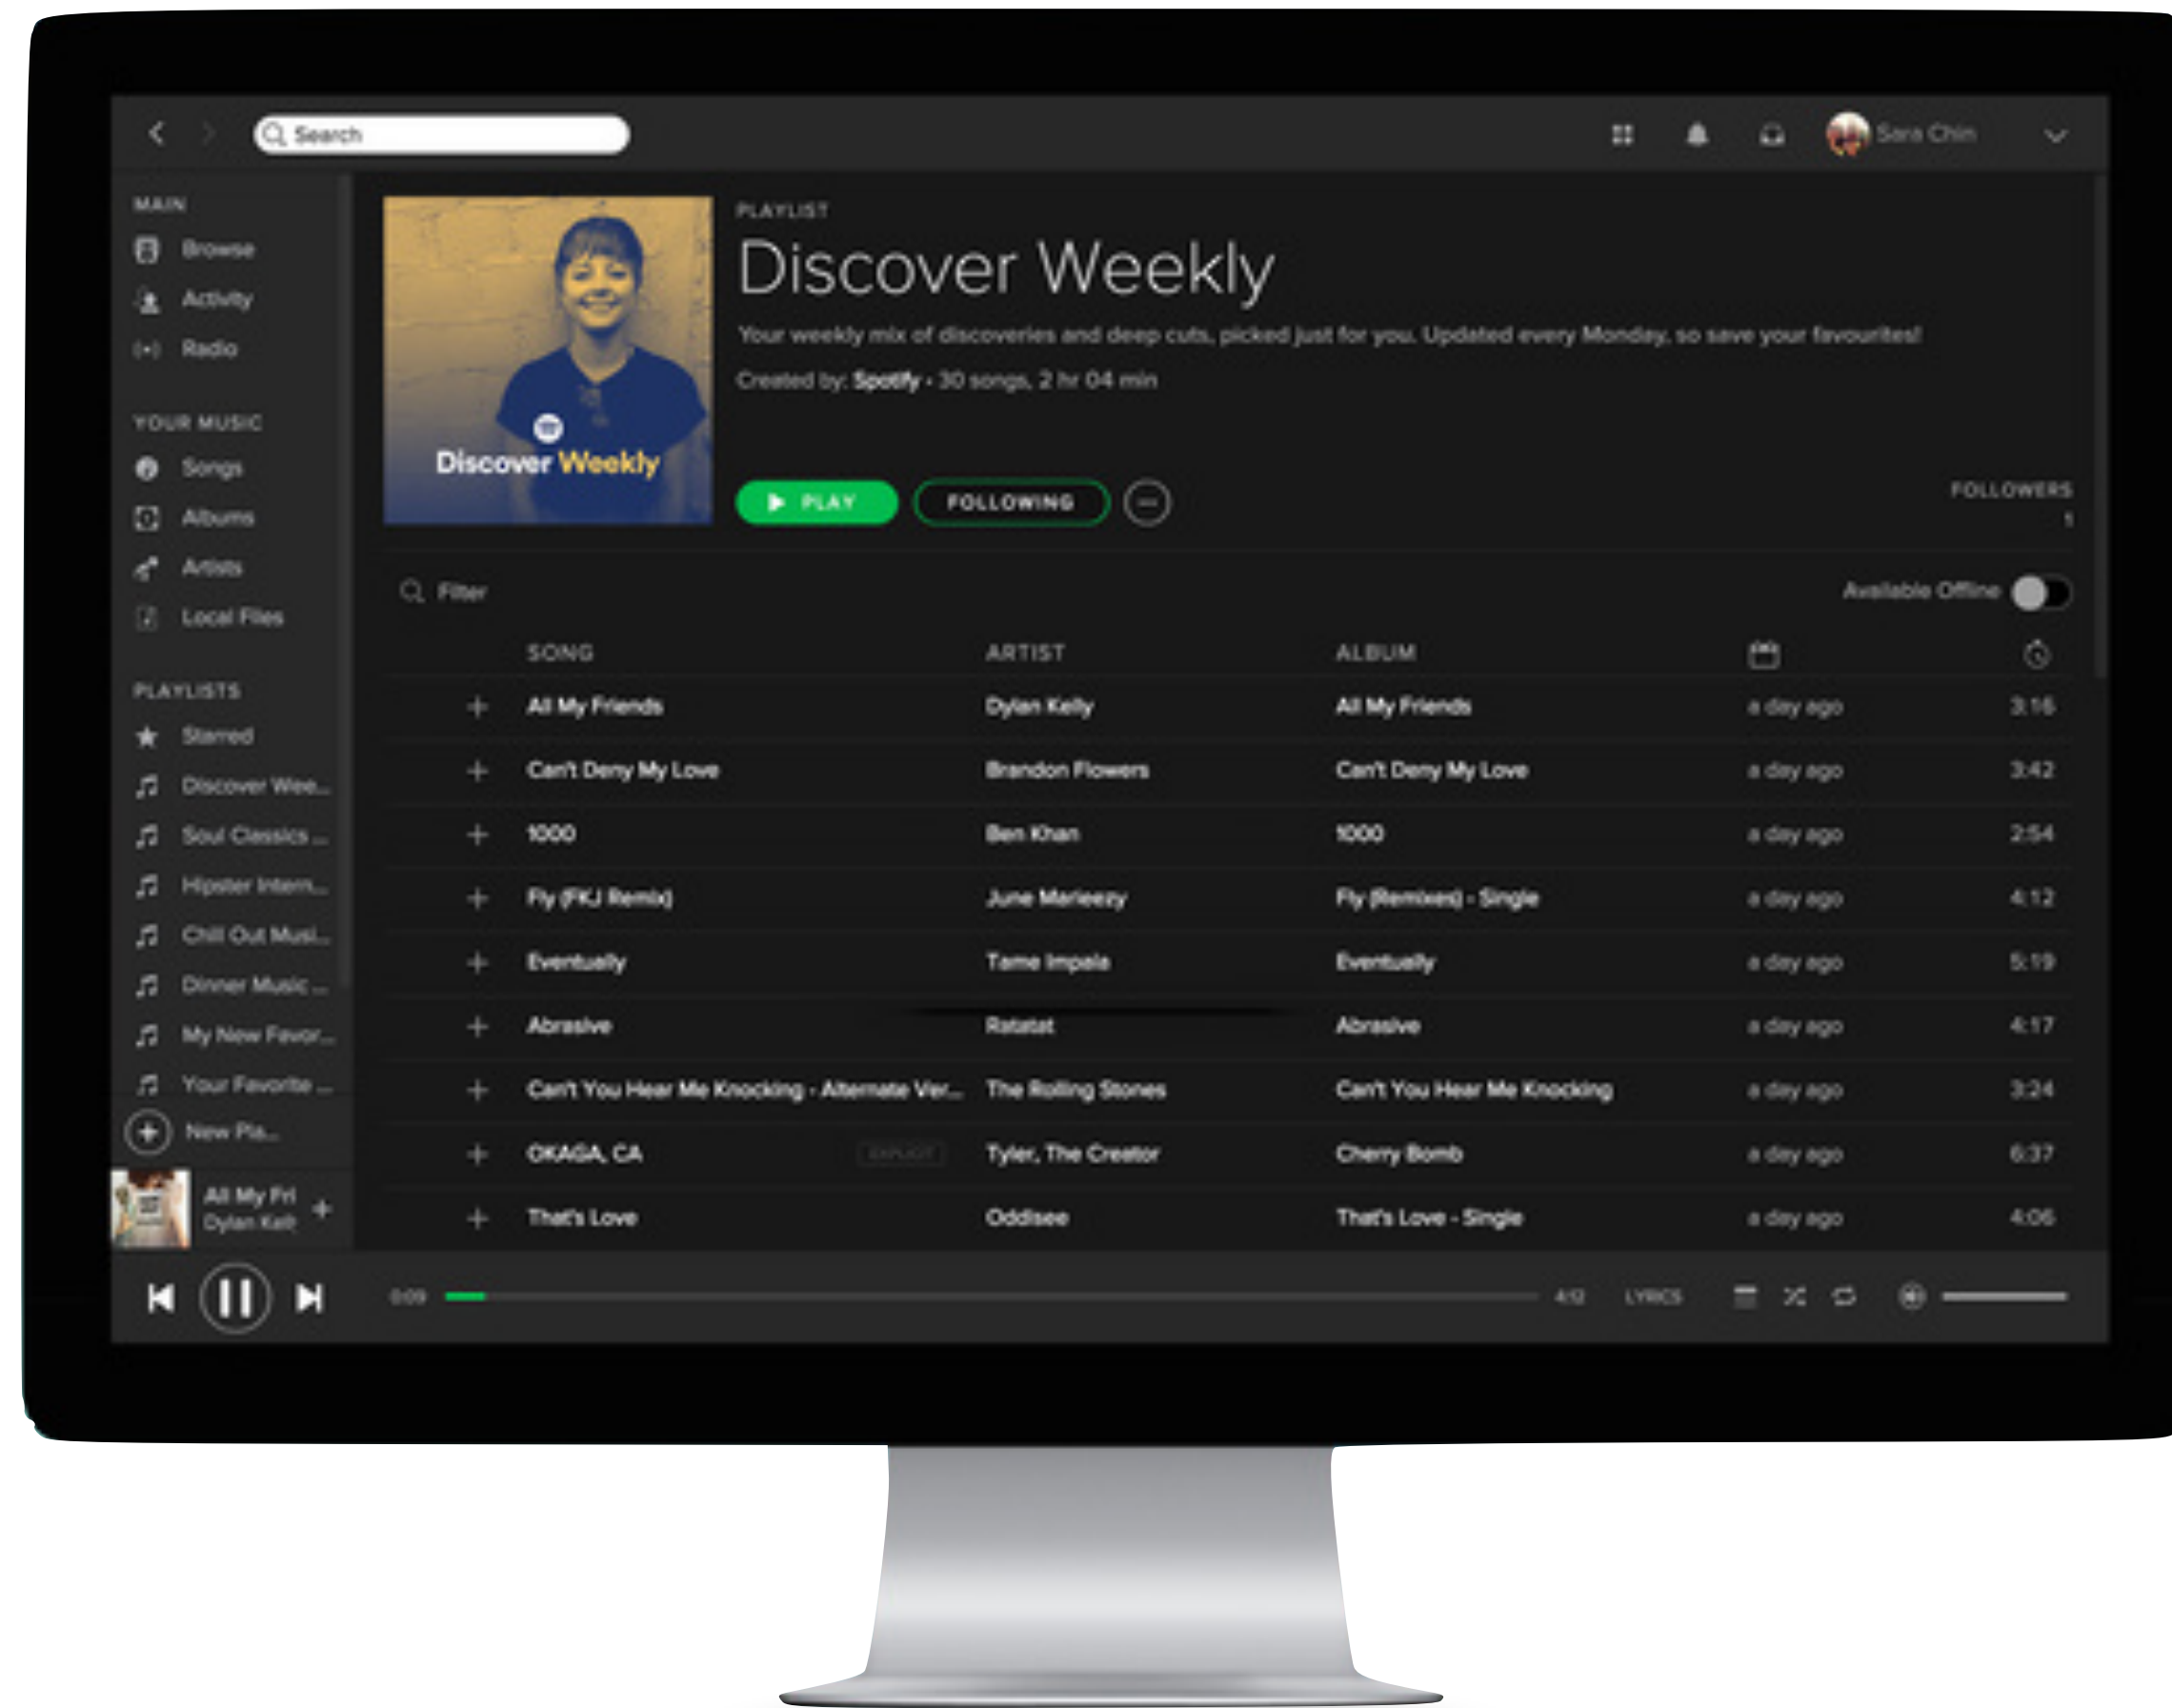 Search
Sara Chin
MAIN
Browse
Activity
Radio
YOUR MUSIC
Songs
Albums
Artists
Local Files
PLAYLISTS
Starred
Discover Wee...
Soul Classics ...
Hipster Intern...
Chill Out Musi...
Dinner Music ...
My New Favor...
Your Favorite ...
New Pla...
All My Fri
Dylan Kell
Discover Weekly
PLAYLIST
Discover Weekly
Your weekly mix of discoveries and deep cuts, picked just for you. Updated every Monday, so save your favourites!
Created by: Spotify • 30 songs, 2 hr 04 min
PLAY FOLLOWING
FOLLOWERS
1
Filter Available Offline
SONG ARTIST ALBUM
All My Friends Dylan Kelly All My Friends a day ago 3:16
Can't Deny My Love Brandon Flowers Can't Deny My Love a day ago 3:42
1000 Ben Khan 1000 a day ago 2:54
Fly (FKJ Remix) June Marieezy Fly (Remixes) - Single a day ago 4:12
Eventually Tame Impala Eventually a day ago 5:19
Abrasive Ratatat Abrasive a day ago 4:17
Can't You Hear Me Knocking - Alternate Ver... The Rolling Stones Can't You Hear Me Knocking a day ago 3:24
OKAGA, CA EXPLICIT Tyler, The Creator Cherry Bomb a day ago 6:37
That's Love Oddisee That's Love - Single a day ago 4:06
0:09 4:12 LYRICS